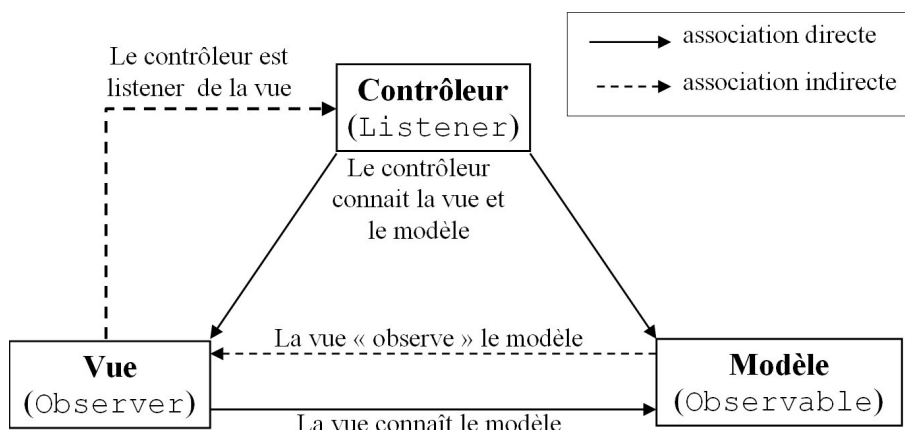 association directe
association indirecte
Le contrôleur est
listener de la vue
Contrôleur
(Listener)
Le contrôleur
connait la vue et
le modèle
La vue « observe » le modèle
Vue
(Observer)
Modèle
(Observable)
La vue connaît le modèle